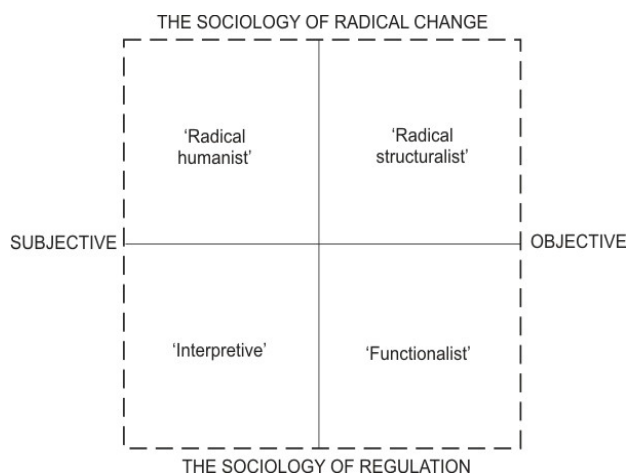 THE SOCIOLOGY OF RADICAL CHANGE
‘Radical
humanist’
‘Radical
structuralist’
SUBJECTIVE
OBJECTIVE
‘Interpretive’
‘Functionalist’
THE SOCIOLOGY OF REGULATION